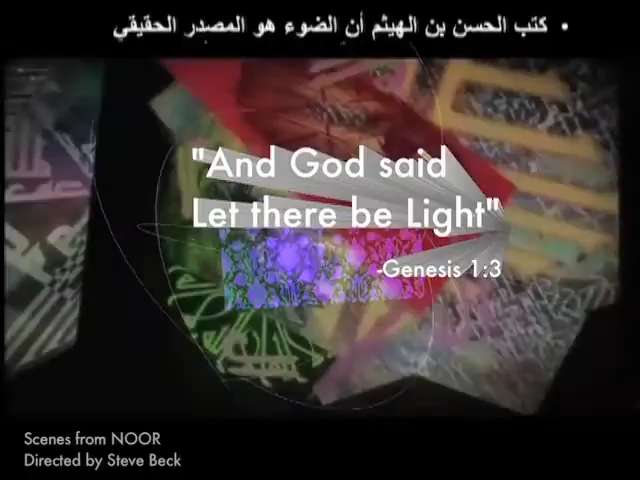 • كتب الحسن بن الهيثم أن الضوء هو المصدر الحقيقي
"And God said
Let there be Light"
-Genesis 1:3
Scenes from NOOR
Directed by Steve Beck